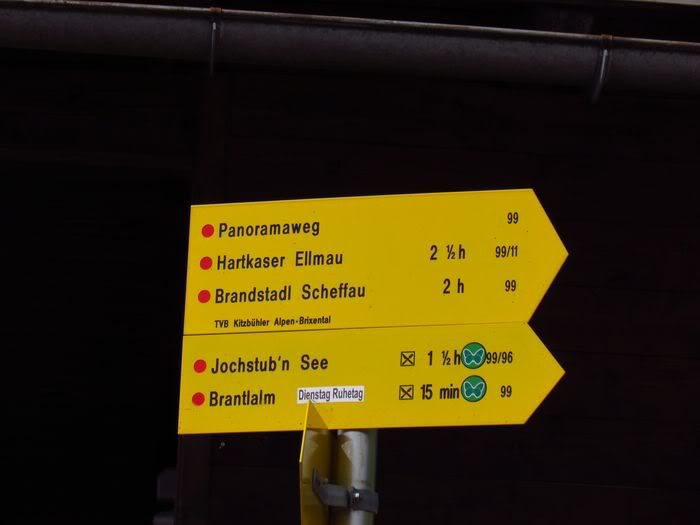 Panoramaweg 99
Hartkaser Ellmau 2 ½ h 99/11
Brandstadl Scheffau 2 h 99
TVB Kitzbühler Alpen-Brixental
Jochstub'n See 1 ½ h 99/96
Brantlalm Dienstag Ruhetag 15 min 99